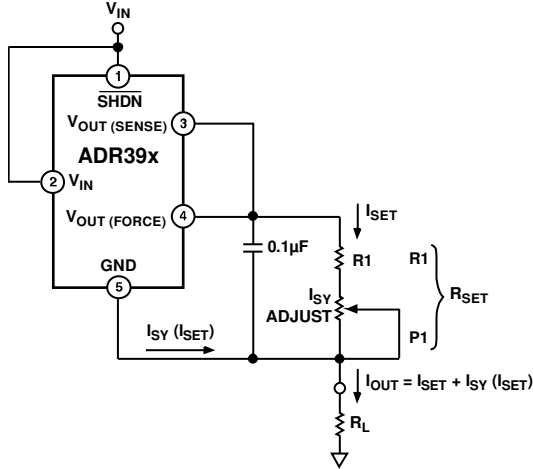 VIN
1
SHDN
VOUT (SENSE)
3
ADR39x
2
VIN
VOUT (FORCE)
4
ISET
GND
5
0.1µF
R1
R1
ISY
ADJUST
RSET
P1
ISY (ISET)
IOUT = ISET + ISY (ISET)
RL